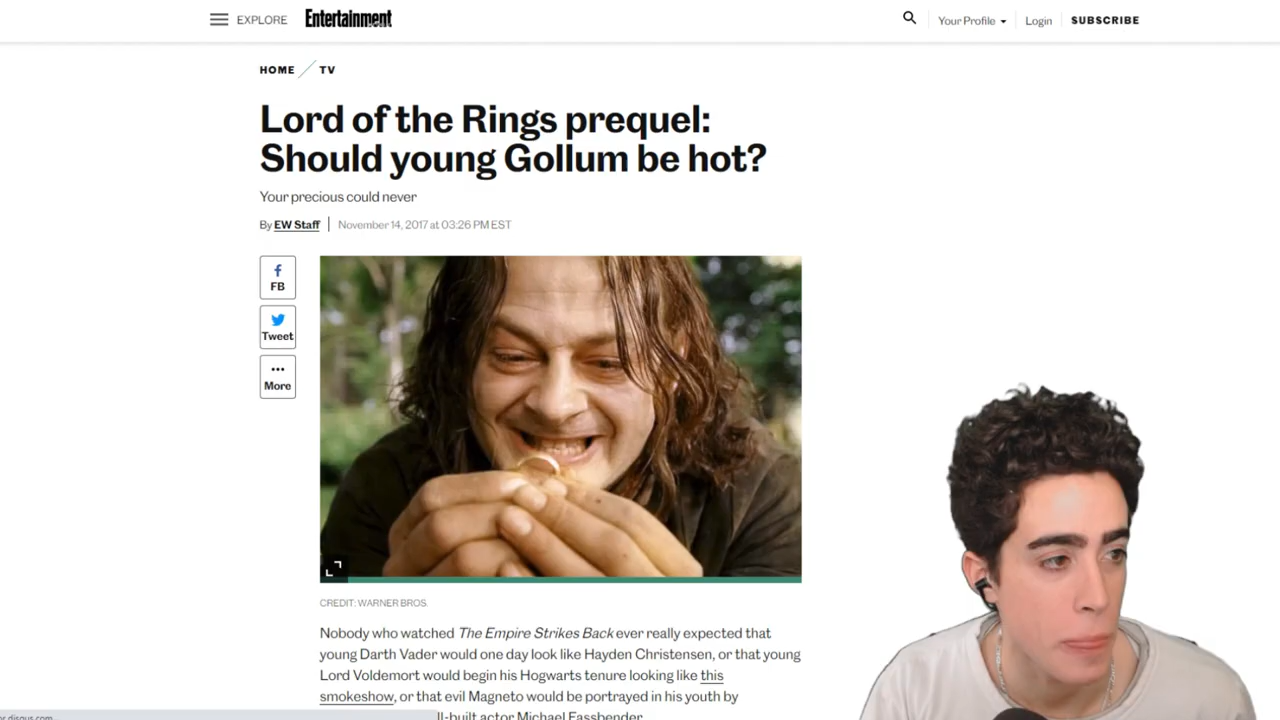 EXPLORE
Entertainment
Your Profile
Login
SUBSCRIBE
HOME
TV
Lord of the Rings prequel:
Should young Gollum be hot?
Your precious could never
By EW Staff
November 14, 2017 at 03:26 PM EST
FB
Tweet
More
CREDIT: WARNER BROS.
Nobody who watched The Empire Strikes Back ever really expected that
young Darth Vader would one day look like Hayden Christensen, or that young
Lord Voldemort would begin his Hogwarts tenure looking like this
smokeshow, or that evil Magneto would be portrayed in his youth by
ll-built actor Michael Fassbender.